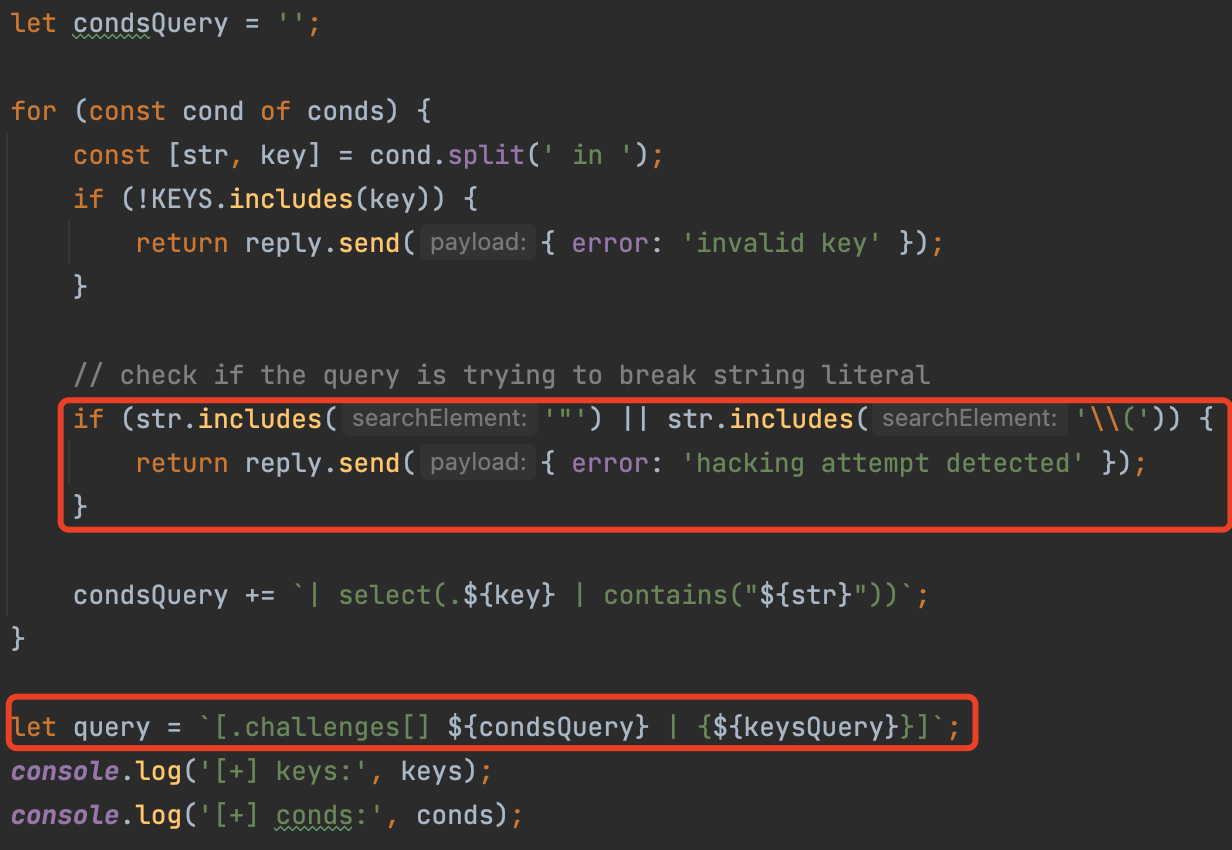 let condsQuery = '';
for (const cond of conds) {
const [str, key] = cond.split(' in ');
if (!KEYS.includes(key)) {
return reply.send( payload: { error: 'invalid key' });
}
// check if the query is trying to break string literal
if (str.includes( searchElement: '"') || str.includes( searchElement: '\\(')) {
return reply.send( payload: { error: 'hacking attempt detected' });
}
condsQuery += `| select(.${key} | contains("${str}"))`;
}
let query = `[.challenges[] ${condsQuery} | {${keysQuery}}]`;
console.log('[+] keys:', keys);
console.log('[+] conds:', conds);